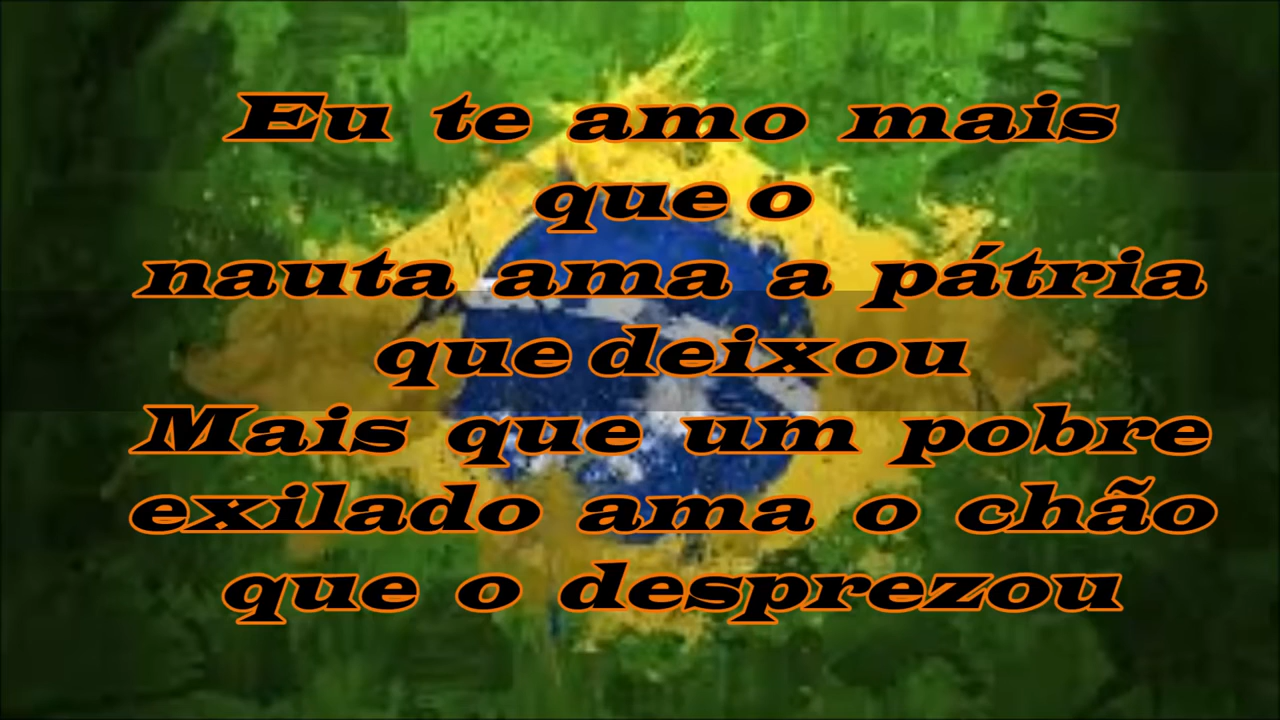 Eu te amo mais
que o
nauta ama a pátria
que deixou
Mais que um pobre
exilado ama o chão
que o desprezou